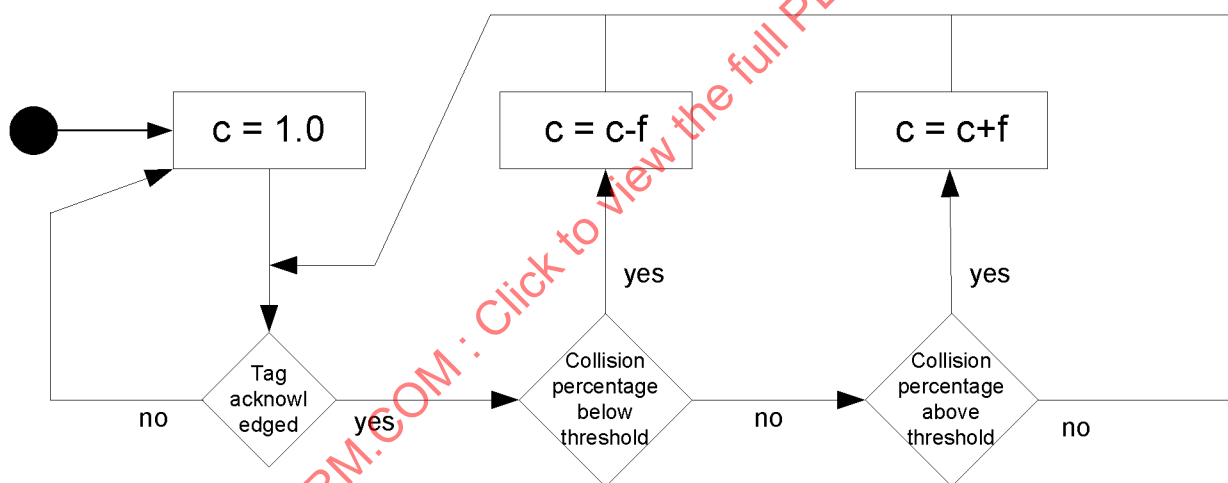 c = 1.0
c = c-f
c = c+f
yes
yes
Tag
acknowl
edged
no
yes
Collision
percentage
below
threshold
no
Collision
percentage
above
threshold
no
RM.COM : Click to view the full